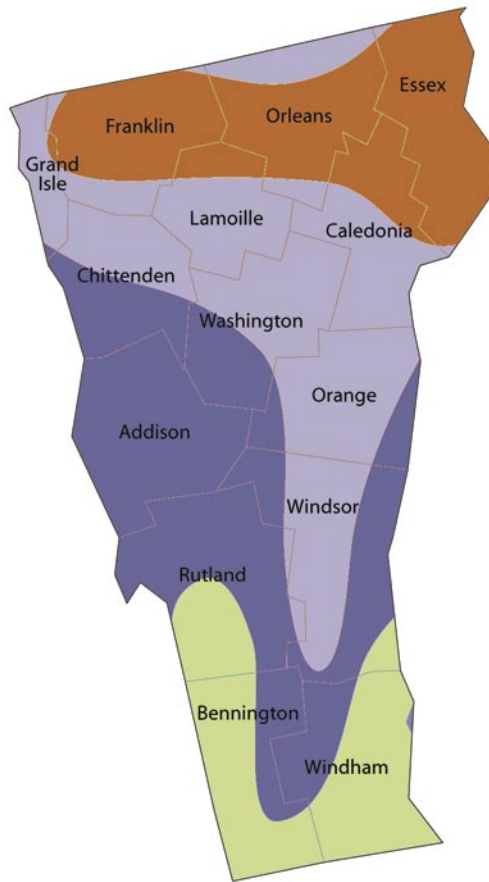 Essex
Orleans
Franklin
Grand
Isle
Lamoille
Caledonia
Chittenden
Washington
Orange
Addison
Windsor
Rutland
Bennington
Windham